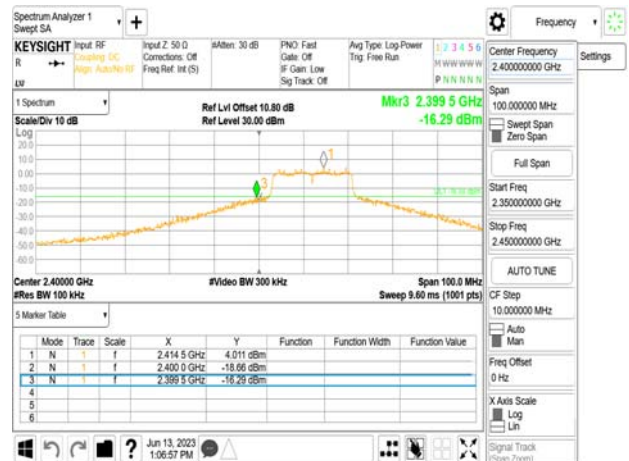 Spectrum Analyzer 1
Swept SA
Frequency
KEYSIGHT
Input: RF
Coupling: DC
Align: Auto/No RF
Input Z: 50 Ω
Corrections: Off
Freq Ref: Int (S)
#Atten: 30 dB
PNO: Fast
Gate: Off
IF Gain: Low
Sig Track: Off
Avg Type: Log-Power
Trig: Free Run
1 2 3 4 5 6
M W W W W W
P N N N N N
R
LXI
1 Spectrum
Scale/Div 10 dB
Log
Ref Lvl Offset 10.80 dB
Ref Level 30.00 dBm
Mkr3 2.399 5 GHz
-16.29 dBm
20.0
10.0
0.00
-10.0
-20.0
-30.0
-40.0
-50.0
-60.0
1
3
Center 2.40000 GHz
#Video BW 300 kHz
Span 100.0 MHz
#Res BW 100 kHz
Sweep 9.60 ms (1001 pts)
5 Marker Table
Mode Trace Scale X Y Function Function Width Function Value
1 N 1 f 2.414 5 GHz 4.011 dBm
2 N 1 f 2.400 0 GHz -18.66 dBm
3 N 1 f 2.399 5 GHz -16.29 dBm
4
5
6
Jun 13, 2023
1:06:57 PM
Center Frequency
2.400000000 GHz
Settings
Span
100.000000 MHz
Swept Span
Zero Span
Full Span
Start Freq
2.350000000 GHz
Stop Freq
2.450000000 GHz
AUTO TUNE
CF Step
10.000000 MHz
Auto
Man
Freq Offset
0 Hz
X Axis Scale
Log
Lin
Signal Track
(Span Zoom)